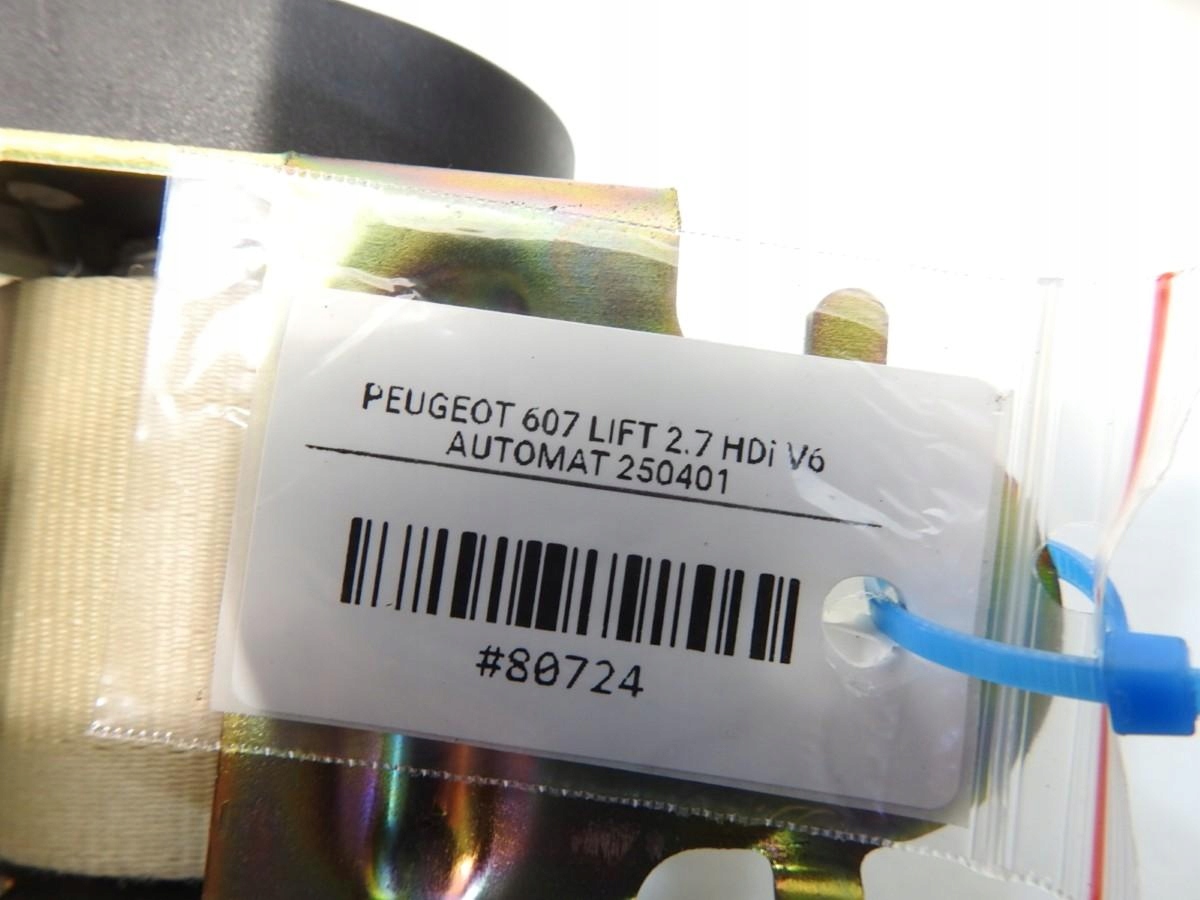 PEUGEOT 607 LIFT 2.7 HDi V6
AUTOMAT 250401
#80724